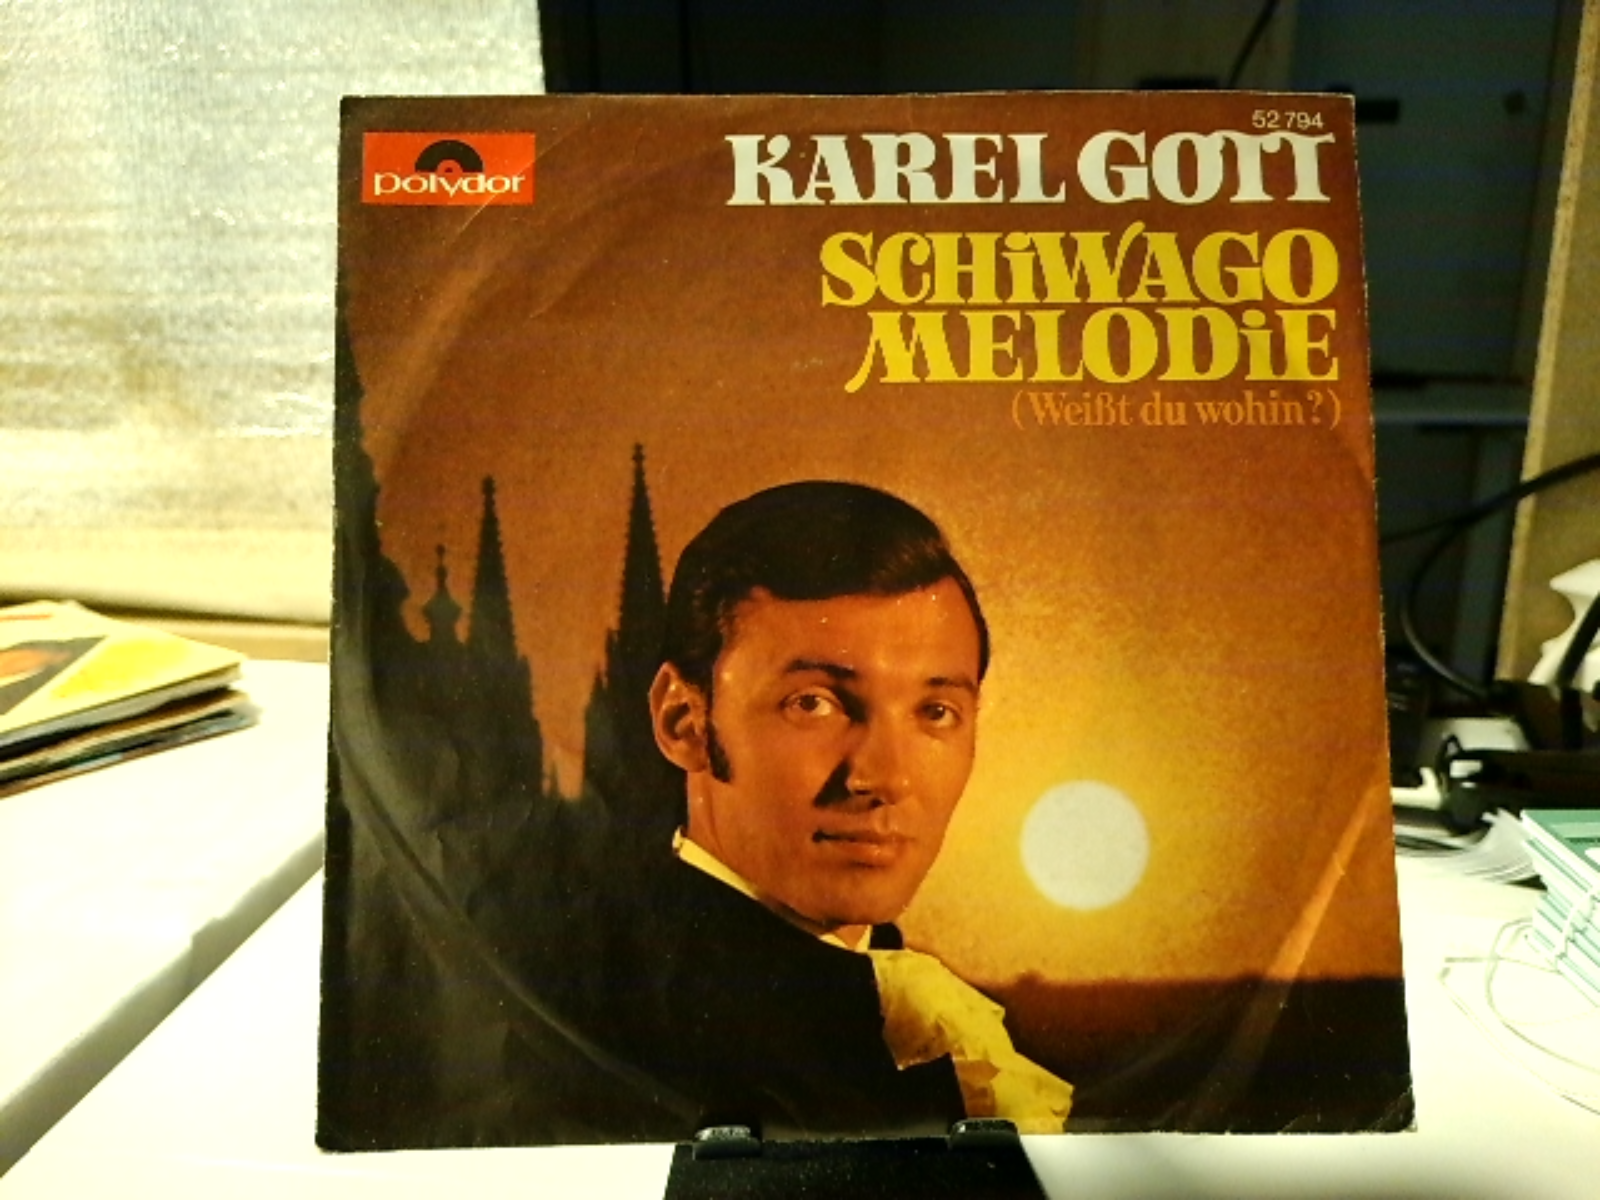 52 794
polydor
KAREL GOTT
SCHiWAGO
MELODiE
(Weißt du wohin?)